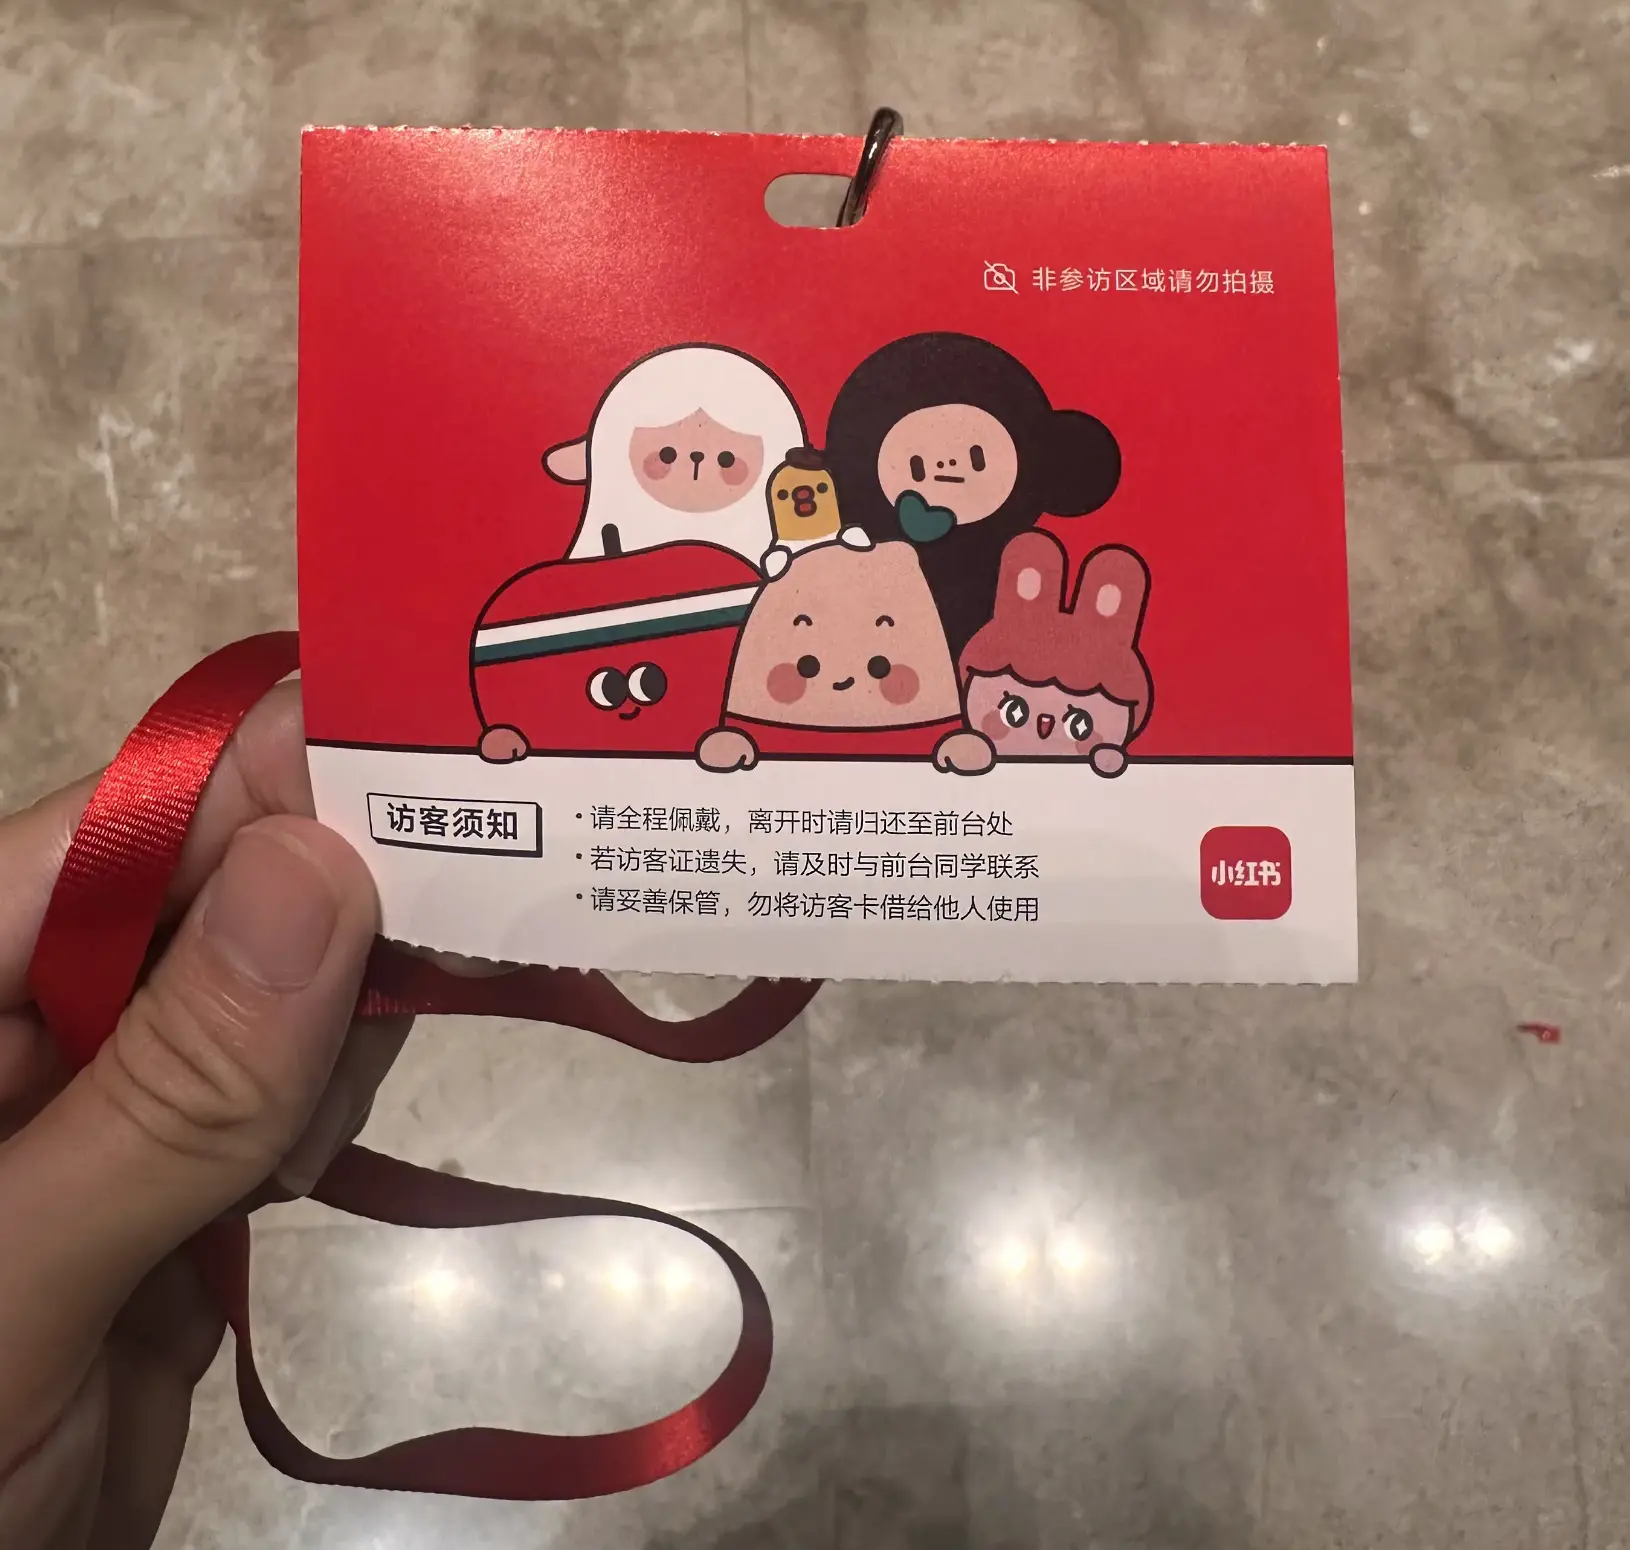 非参访区域请勿拍摄
访客须知
·请全程佩戴，离开时请归还至前台处
·若访客证遗失，请及时与前台同学联系
·请妥善保管，勿将访客卡借给他人使用
小红书